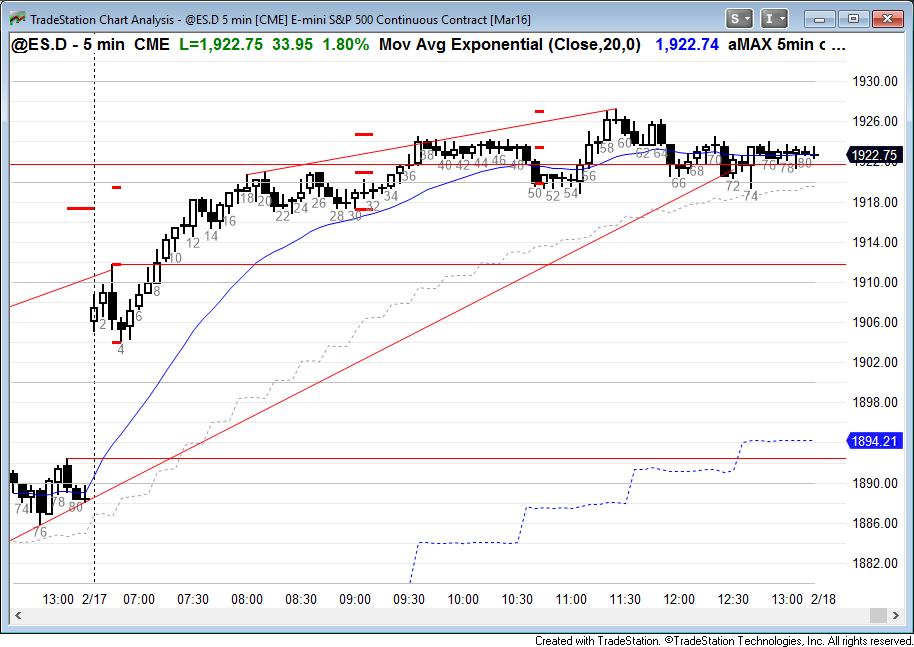 TradeStation Chart Analysis - @ES.D 5 min [CME] E-mini S&P 500 Continuous Contract [Mar16]
S I
@ES.D - 5 min CME L=1,922.75 33.95 1.80% Mov Avg Exponential (Close,20,0) 1,922.74 aMAX 5min c ...
1930.00
1926.00
1922.75
1918.00
1914.00
1910.00
1906.00
1902.00
1898.00
1894.21
1890.00
1886.00
1882.00
74 76 78 80 2 4 6 8 10 12 14 16 18 20 22 24 26 28 30 32 34 36 38 40 42 44 46 48 50 52 54 56 58 60 62 64 66 68 70 72 74 76 78 80
13:00 2/17 07:00 07:30 08:00 08:30 09:00 09:30 10:00 10:30 11:00 11:30 12:00 12:30 13:00 2/18
Created with TradeStation. ©TradeStation Technologies, Inc. All rights reserved.